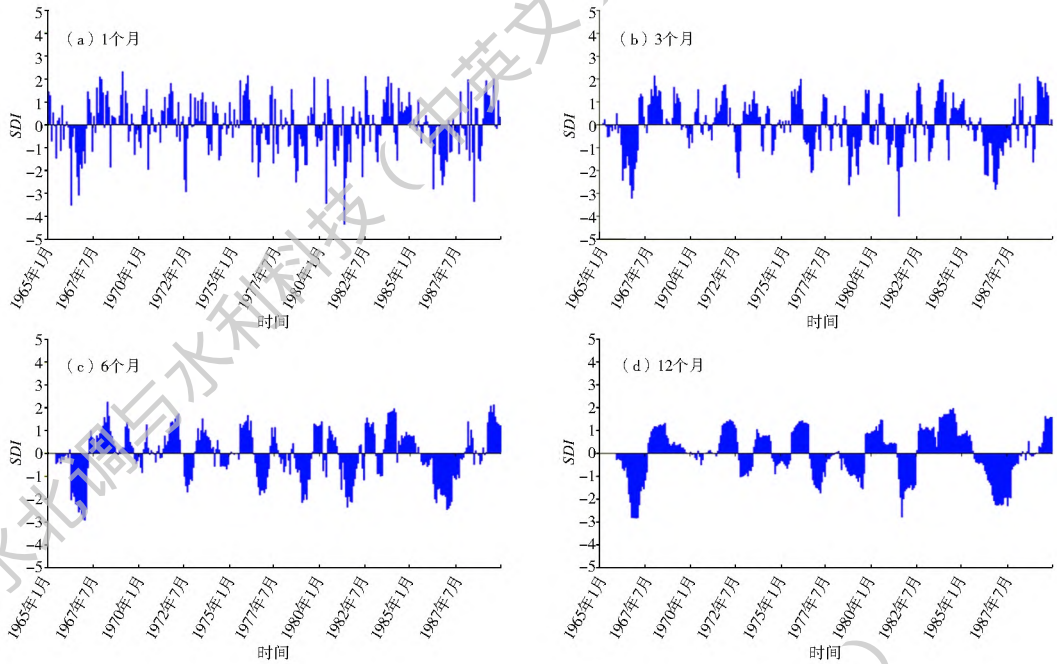 (a)1个月
5
4
3
2
1
0
-1
-2
-3
-4
-5
SDI
1965年1月
1967年7月
1970年1月
1972年7月
1975年1月
1977年7月
1980年1月
1982年7月
1985年1月
1987年7月
时间
(b)3个月
5
4
3
2
1
0
-1
-2
-3
-4
-5
SDI
1965年1月
1967年7月
1970年1月
1972年7月
1975年1月
1977年7月
1980年1月
1982年7月
1985年1月
1987年7月
时间
(c)6个月
5
4
3
2
1
0
-1
-2
-3
-4
-5
SDI
1965年1月
1967年7月
1970年1月
1972年7月
1975年1月
1977年7月
1980年1月
1982年7月
1985年1月
1987年7月
时间
(d)12个月
5
4
3
2
1
0
-1
-2
-3
-4
-5
SDI
1965年1月
1967年7月
1970年1月
1972年7月
1975年1月
1977年7月
1980年1月
1982年7月
1985年1月
1987年7月
时间
水北调与水利科技(中英文